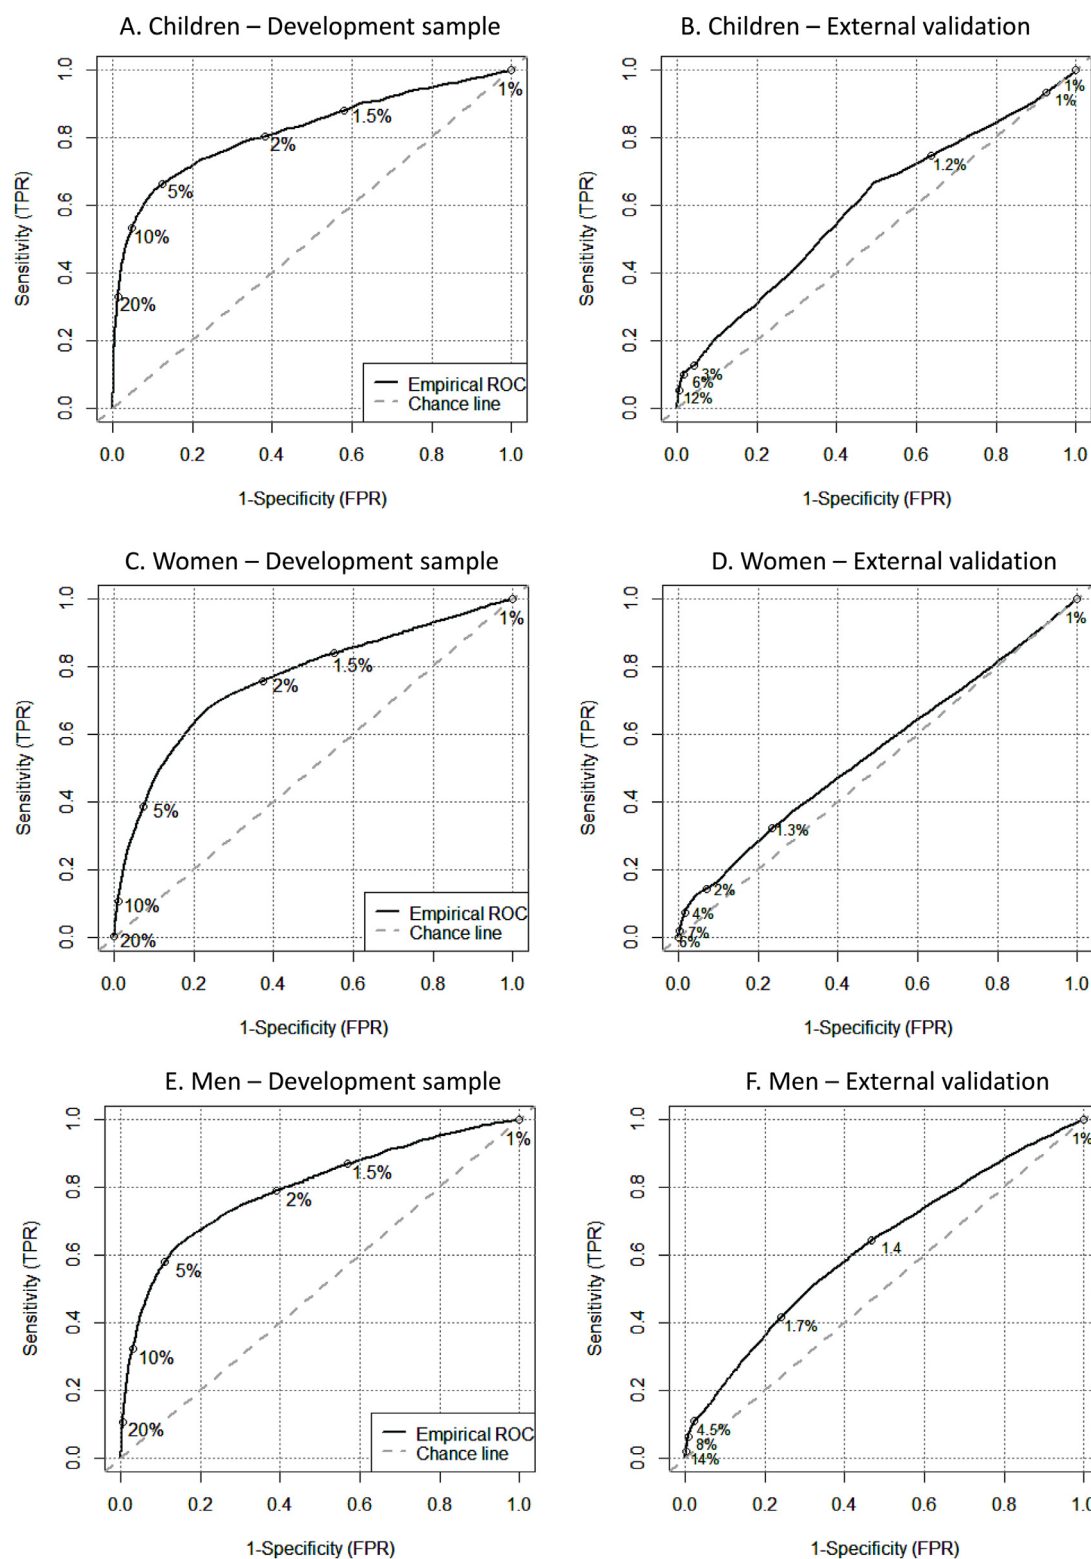 A. Children – Development sample
Sensitivity (TPR)
0.0 0.2 0.4 0.6 0.8 1.0
1%
1.5%
2%
5%
10%
20%
Empirical ROC
Chance line
0.0 0.2 0.4 0.6 0.8 1.0
1-Specificity (FPR)
B. Children – External validation
Sensitivity (TPR)
0.0 0.2 0.4 0.6 0.8 1.0
1%
1%
1.2%
3%
6%
12%
0.0 0.2 0.4 0.6 0.8 1.0
1-Specificity (FPR)
C. Women – Development sample
Sensitivity (TPR)
0.0 0.2 0.4 0.6 0.8 1.0
1%
1.5%
2%
5%
10%
20%
Empirical ROC
Chance line
0.0 0.2 0.4 0.6 0.8 1.0
1-Specificity (FPR)
D. Women – External validation
Sensitivity (TPR)
0.0 0.2 0.4 0.6 0.8 1.0
1%
1.3%
2%
4%
7%
6%
0.0 0.2 0.4 0.6 0.8 1.0
1-Specificity (FPR)
E. Men – Development sample
Sensitivity (TPR)
0.0 0.2 0.4 0.6 0.8 1.0
1%
1.5%
2%
5%
10%
20%
Empirical ROC
Chance line
0.0 0.2 0.4 0.6 0.8 1.0
1-Specificity (FPR)
F. Men – External validation
Sensitivity (TPR)
0.0 0.2 0.4 0.6 0.8 1.0
1%
1.4
1.7%
4.5%
8%
14%
0.0 0.2 0.4 0.6 0.8 1.0
1-Specificity (FPR)